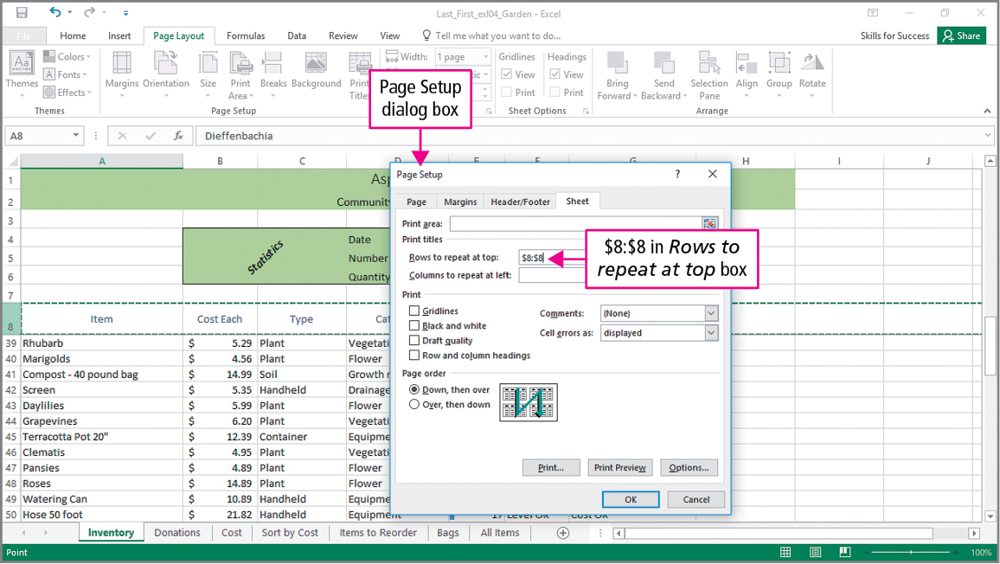 Last_First_exl04_Garden - Excel
File Home Insert Page Layout Formulas Data Review View Tell me what you want to do... Skills for Success Share
Themes Colors Fonts Effects
Margins Orientation Size Print Area Breaks Background Print Titles
Width: 1 page
Gridlines Headings
View View
Print Print
Bring Forward Send Backward Selection Pane Align Group Rotate
Themes Page Setup Sheet Options Arrange
Page Setup
dialog box
A8 fx Dieffenbachia
A B C D E F G H I J
1
2 Community
3
4 Statistics Date
5 Number
6 Quantity
7
8 Item Cost Each Type
39 Rhubarb $ 5.29 Plant
40 Marigolds $ 4.56 Plant Flower
41 Compost - 40 pound bag $ 14.99 Soil
42 Screen $ 5.35 Handheld
43 Daylilies $ 5.99 Plant Flower
44 Grapevines $ 6.20 Plant
45 Terracotta Pot 20" $ 12.39 Container
46 Clematis $ 4.95 Plant
47 Pansies $ 4.89 Plant Flower
48 Roses $ 14.89 Plant Flower
49 Watering Can $ 10.89 Handheld
50 Hose 50 foot $ 21.82 Handheld Equipment 17 Level OK Cost OK
Page Setup ?
Page Margins Header/Footer Sheet
Print area:
Print titles
Rows to repeat at top: $8:$8
Columns to repeat at left:
$8:$8 in Rows to
repeat at top box
Print
Gridlines Comments: (None)
Black and white Cell errors as: displayed
Draft quality
Row and column headings
Page order
Down, then over
Over, then down
Print... Print Preview Options...
OK Cancel
Inventory Donations Cost Sort by Cost Items to Reorder Bags All Items
Point 100%